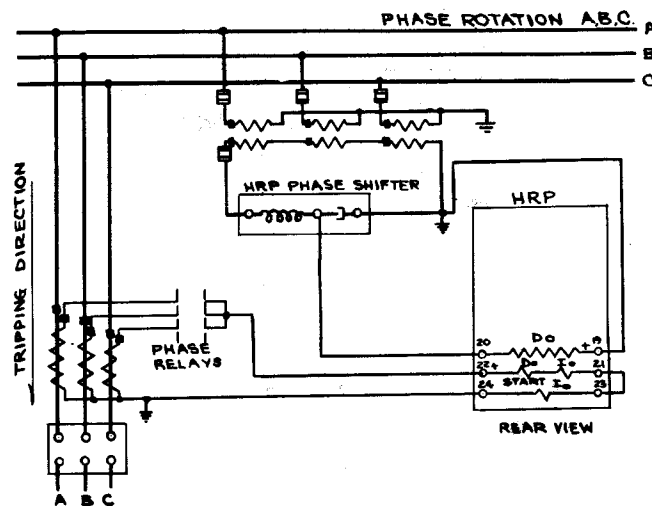 PHASE ROTATION A,B,C.
A
B
C
HRP PHASE SHIFTER
HRP
TRIPPING DIRECTION
PHASE
RELAYS
20
Do
+ 19
22+
Do
Io
21
24
START
Io
23
REAR VIEW
A B C